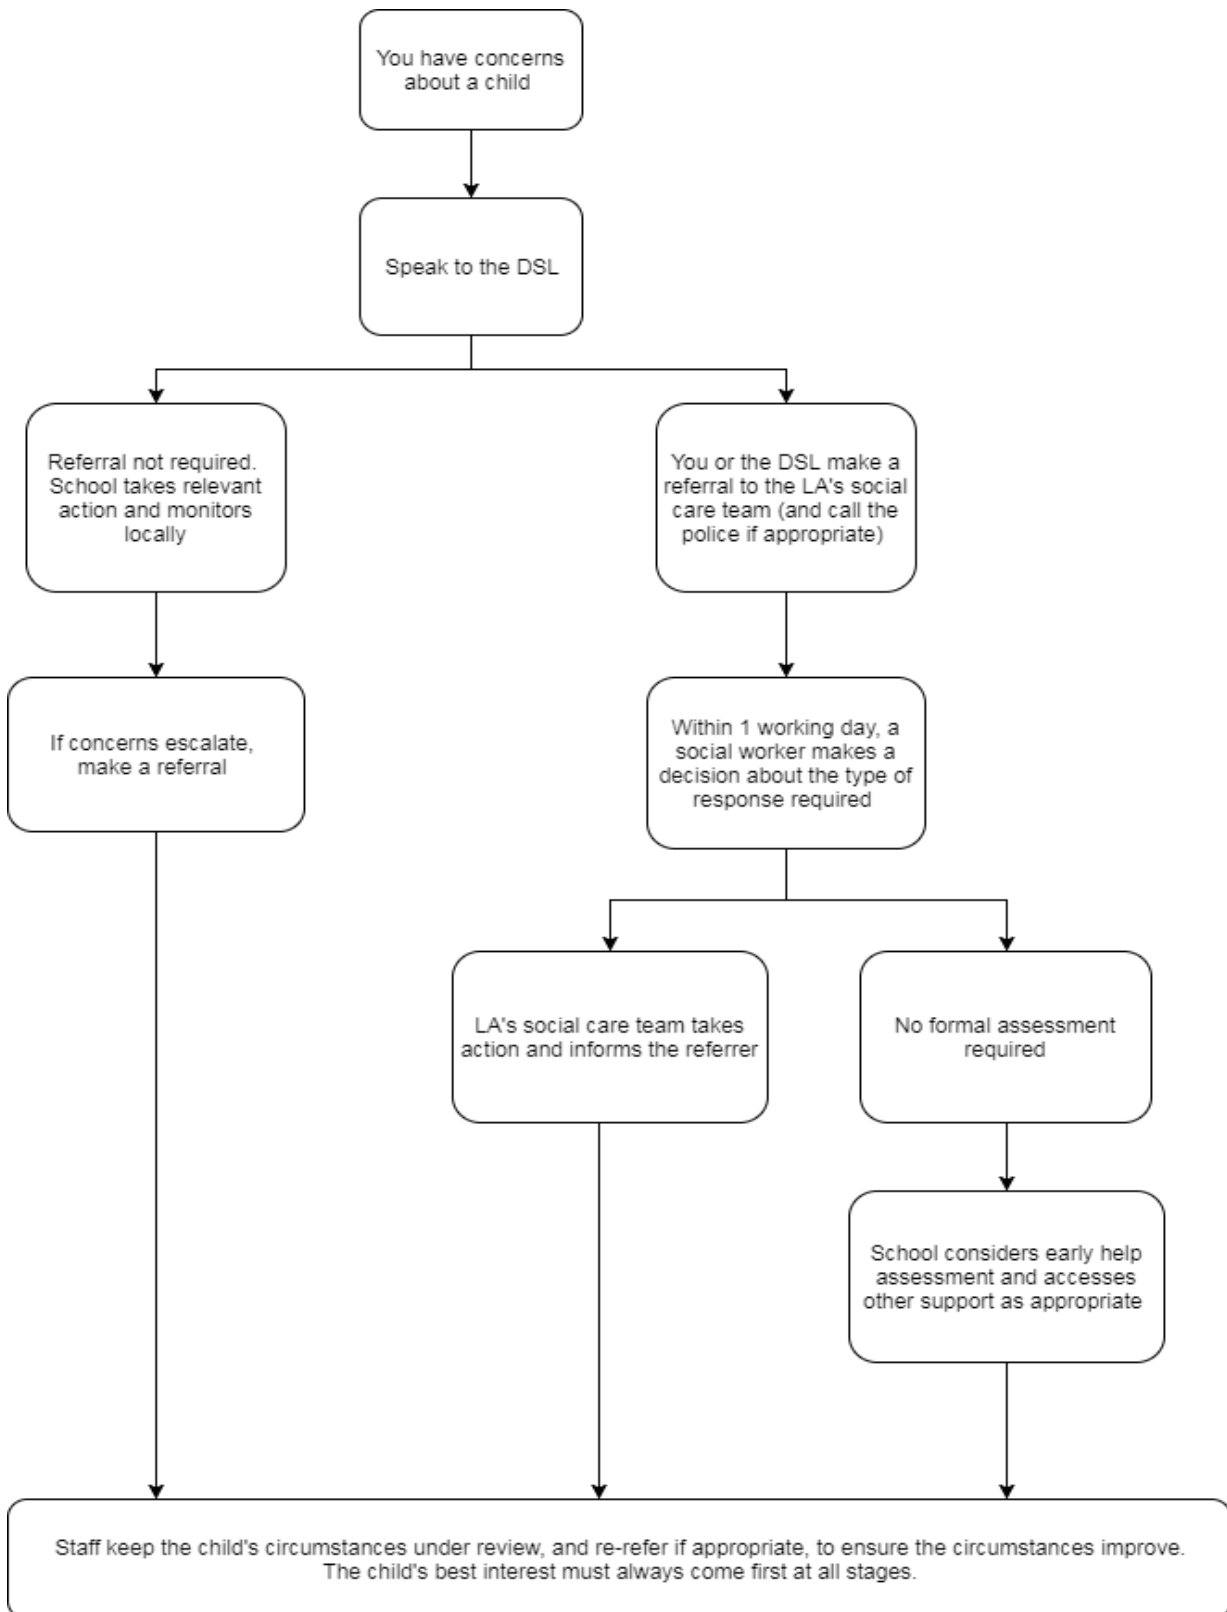 You have concerns
about a child
Speak to the DSL
Referral not required.
School takes relevant
action and monitors
locally
You or the DSL make a
referral to the LA's social
care team (and call the
police if appropriate)
If concerns escalate,
make a referral
Within 1 working day, a
social worker makes a
decision about the type of
response required
LA's social care team takes
action and informs the referrer
No formal assessment
required
School considers early help
assessment and accesses
other support as appropriate
Staff keep the child's circumstances under review, and re-refer if appropriate, to ensure the circumstances improve.
The child's best interest must always come first at all stages.